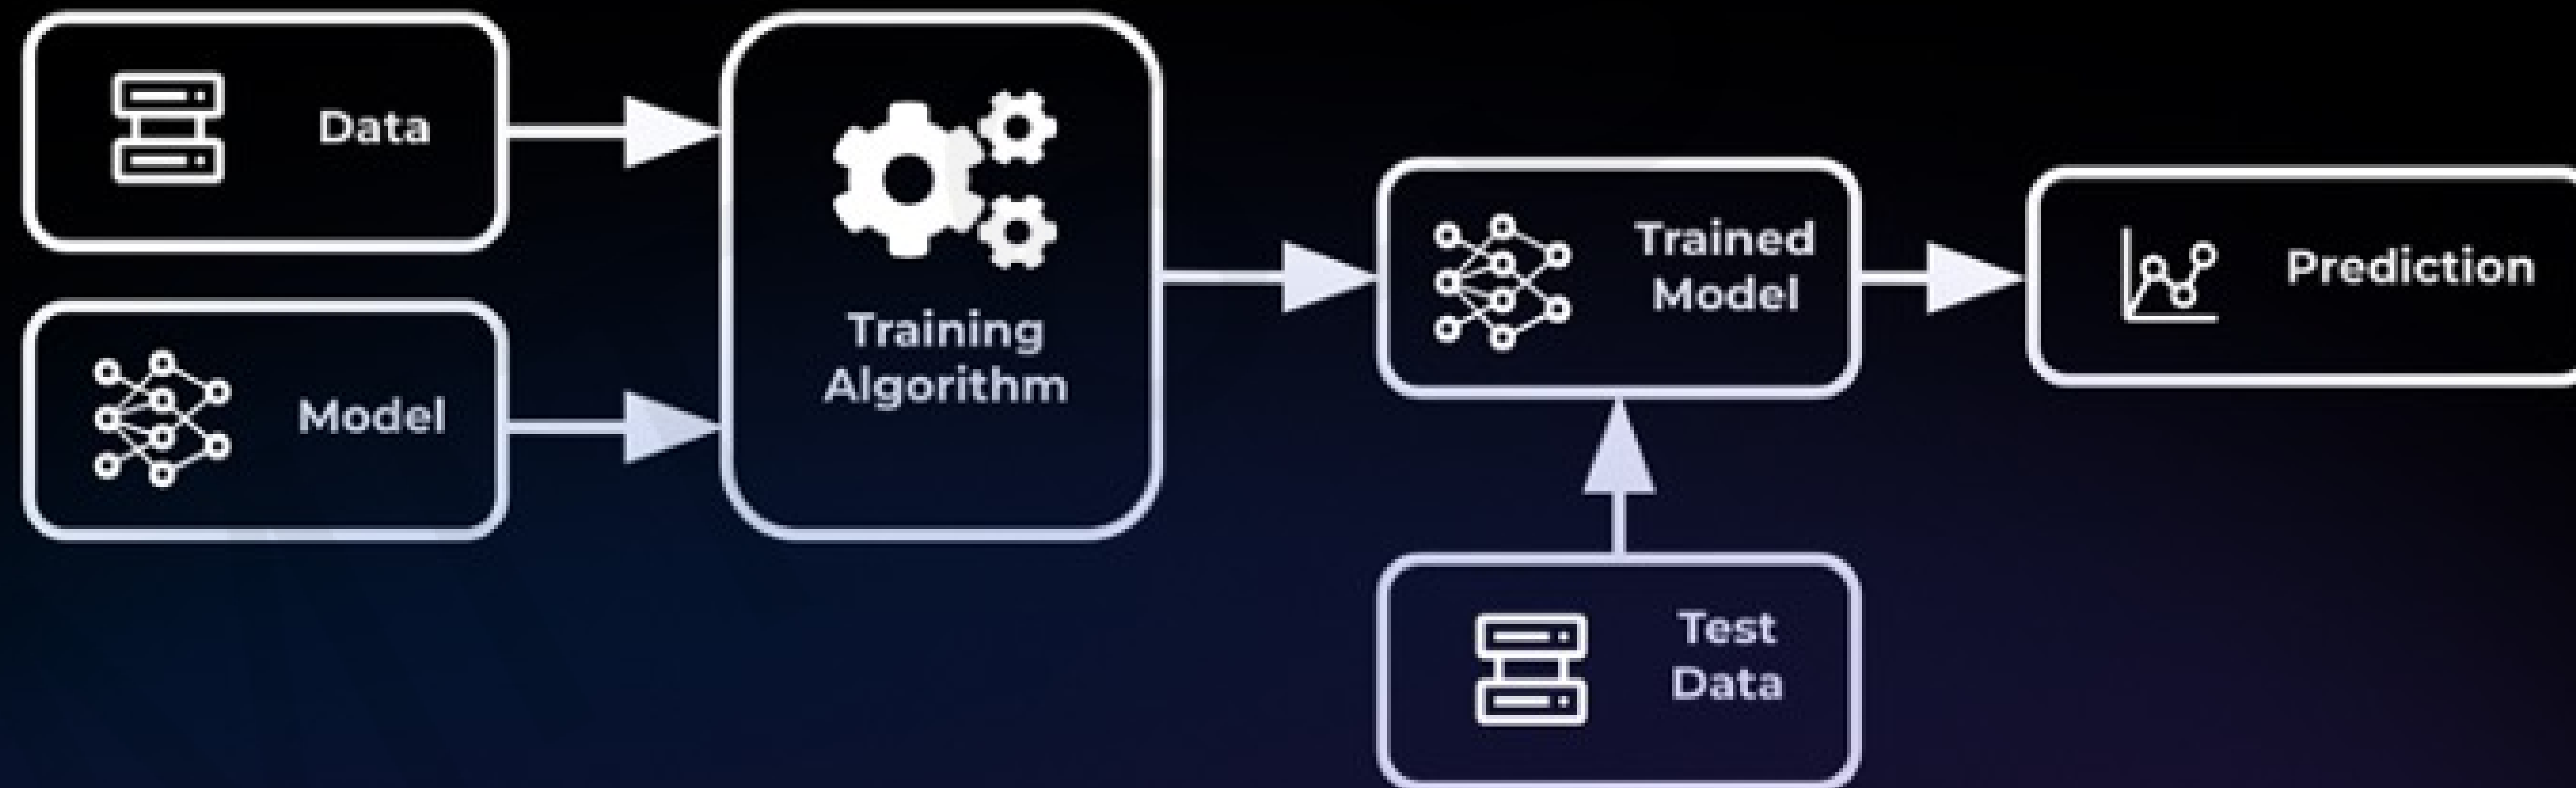 Data
Model
Training
Algorithm
Trained
Model
Prediction
Test
Data